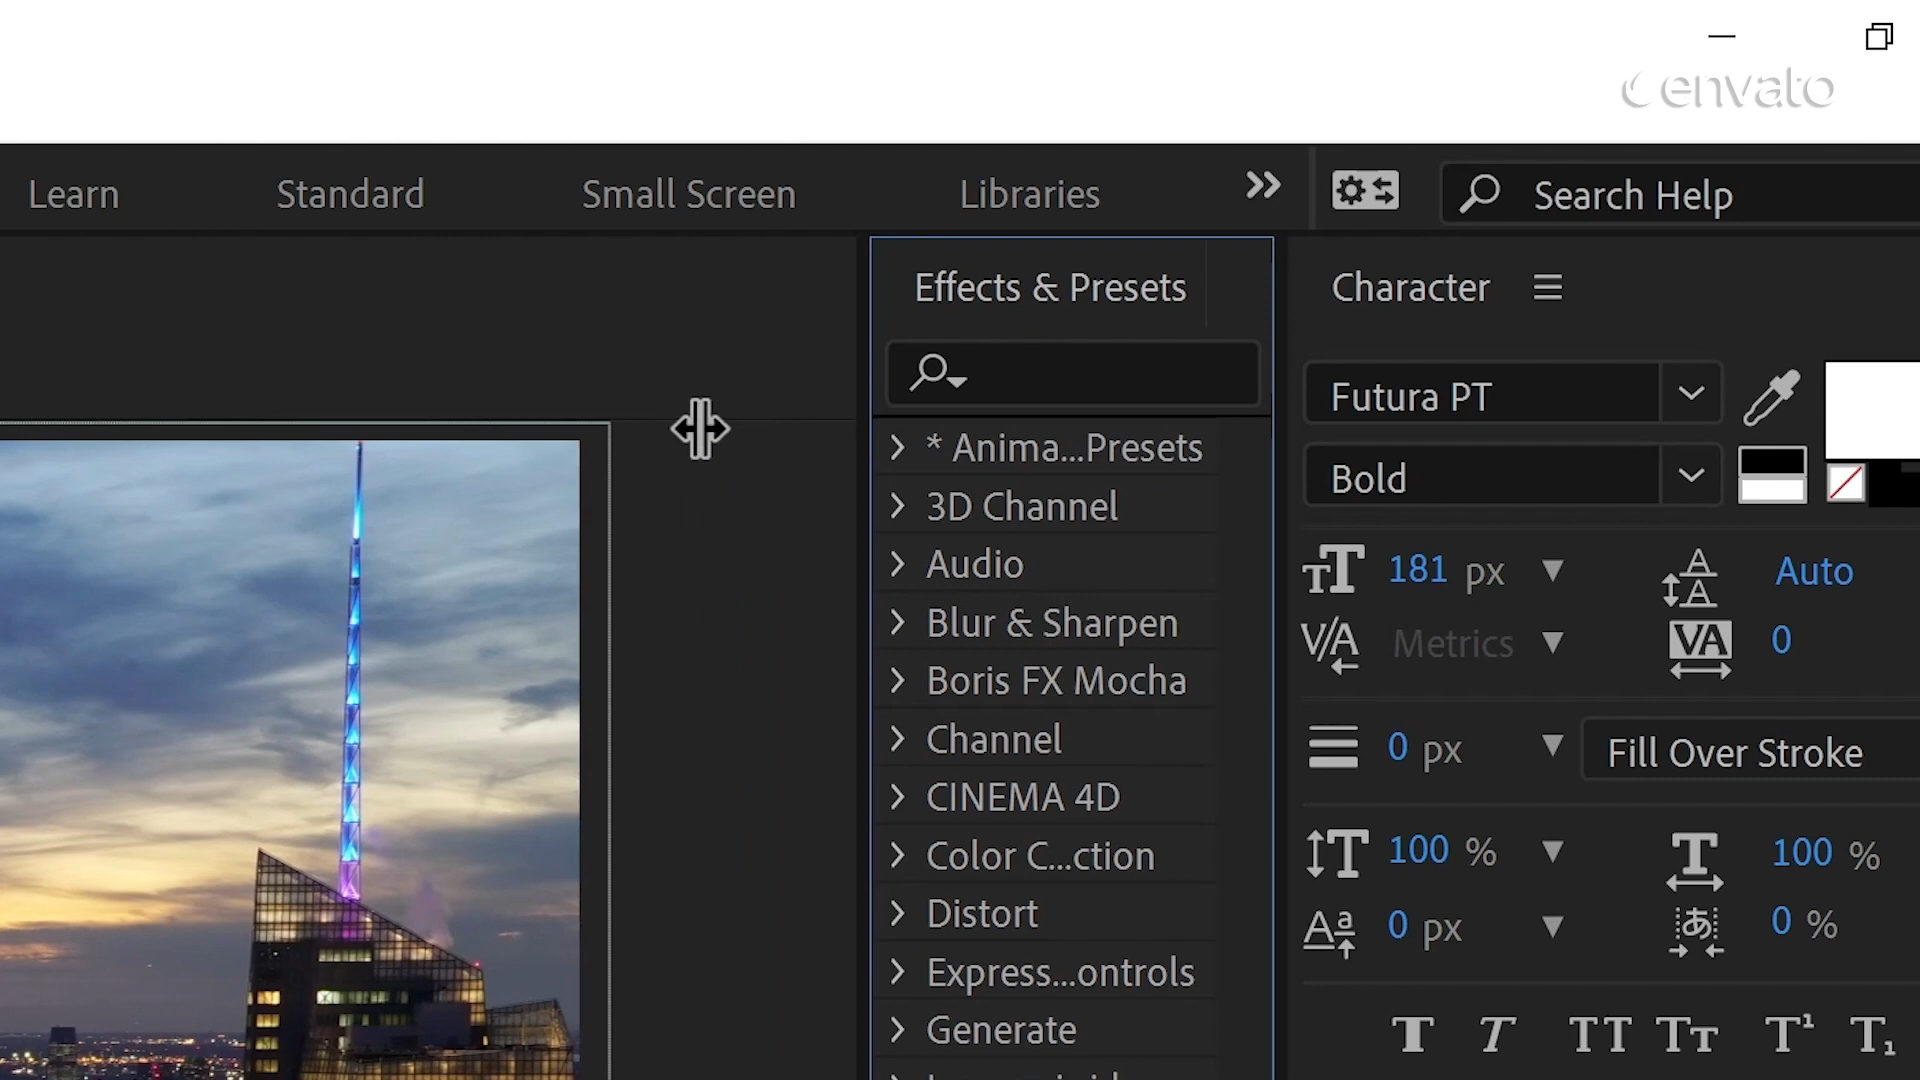 envato
Learn Standard Small Screen Libraries Search Help
Effects & Presets
* Anima...Presets
3D Channel
Audio
Blur & Sharpen
Boris FX Mocha
Channel
CINEMA 4D
Color C...ction
Distort
Express...ontrols
Generate
Character
Futura PT
Bold
181 px Auto
Metrics 0
0 px Fill Over Stroke
100 % 100 %
0 px 0 %